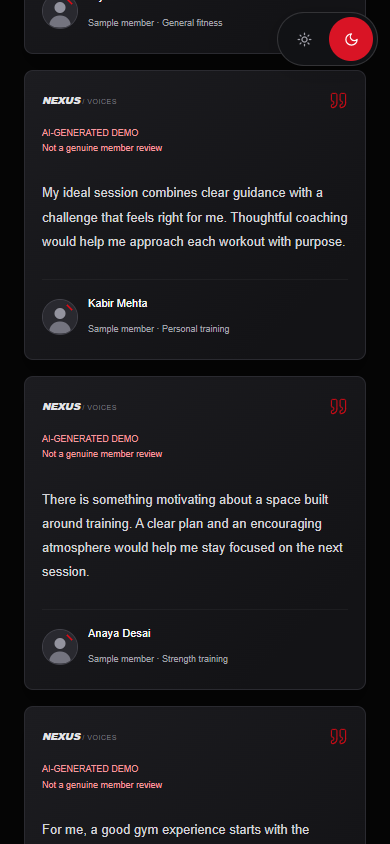 Sample member · General fitness
NEXUS / VOICES
AI-GENERATED DEMO
Not a genuine member review
My ideal session combines clear guidance with a
challenge that feels right for me. Thoughtful coaching
would help me approach each workout with purpose.
Kabir Mehta
Sample member · Personal training
NEXUS / VOICES
AI-GENERATED DEMO
Not a genuine member review
There is something motivating about a space built
around training. A clear plan and an encouraging
atmosphere would help me stay focused on the next
session.
Anaya Desai
Sample member · Strength training
NEXUS / VOICES
AI-GENERATED DEMO
Not a genuine member review
For me, a good gym experience starts with the